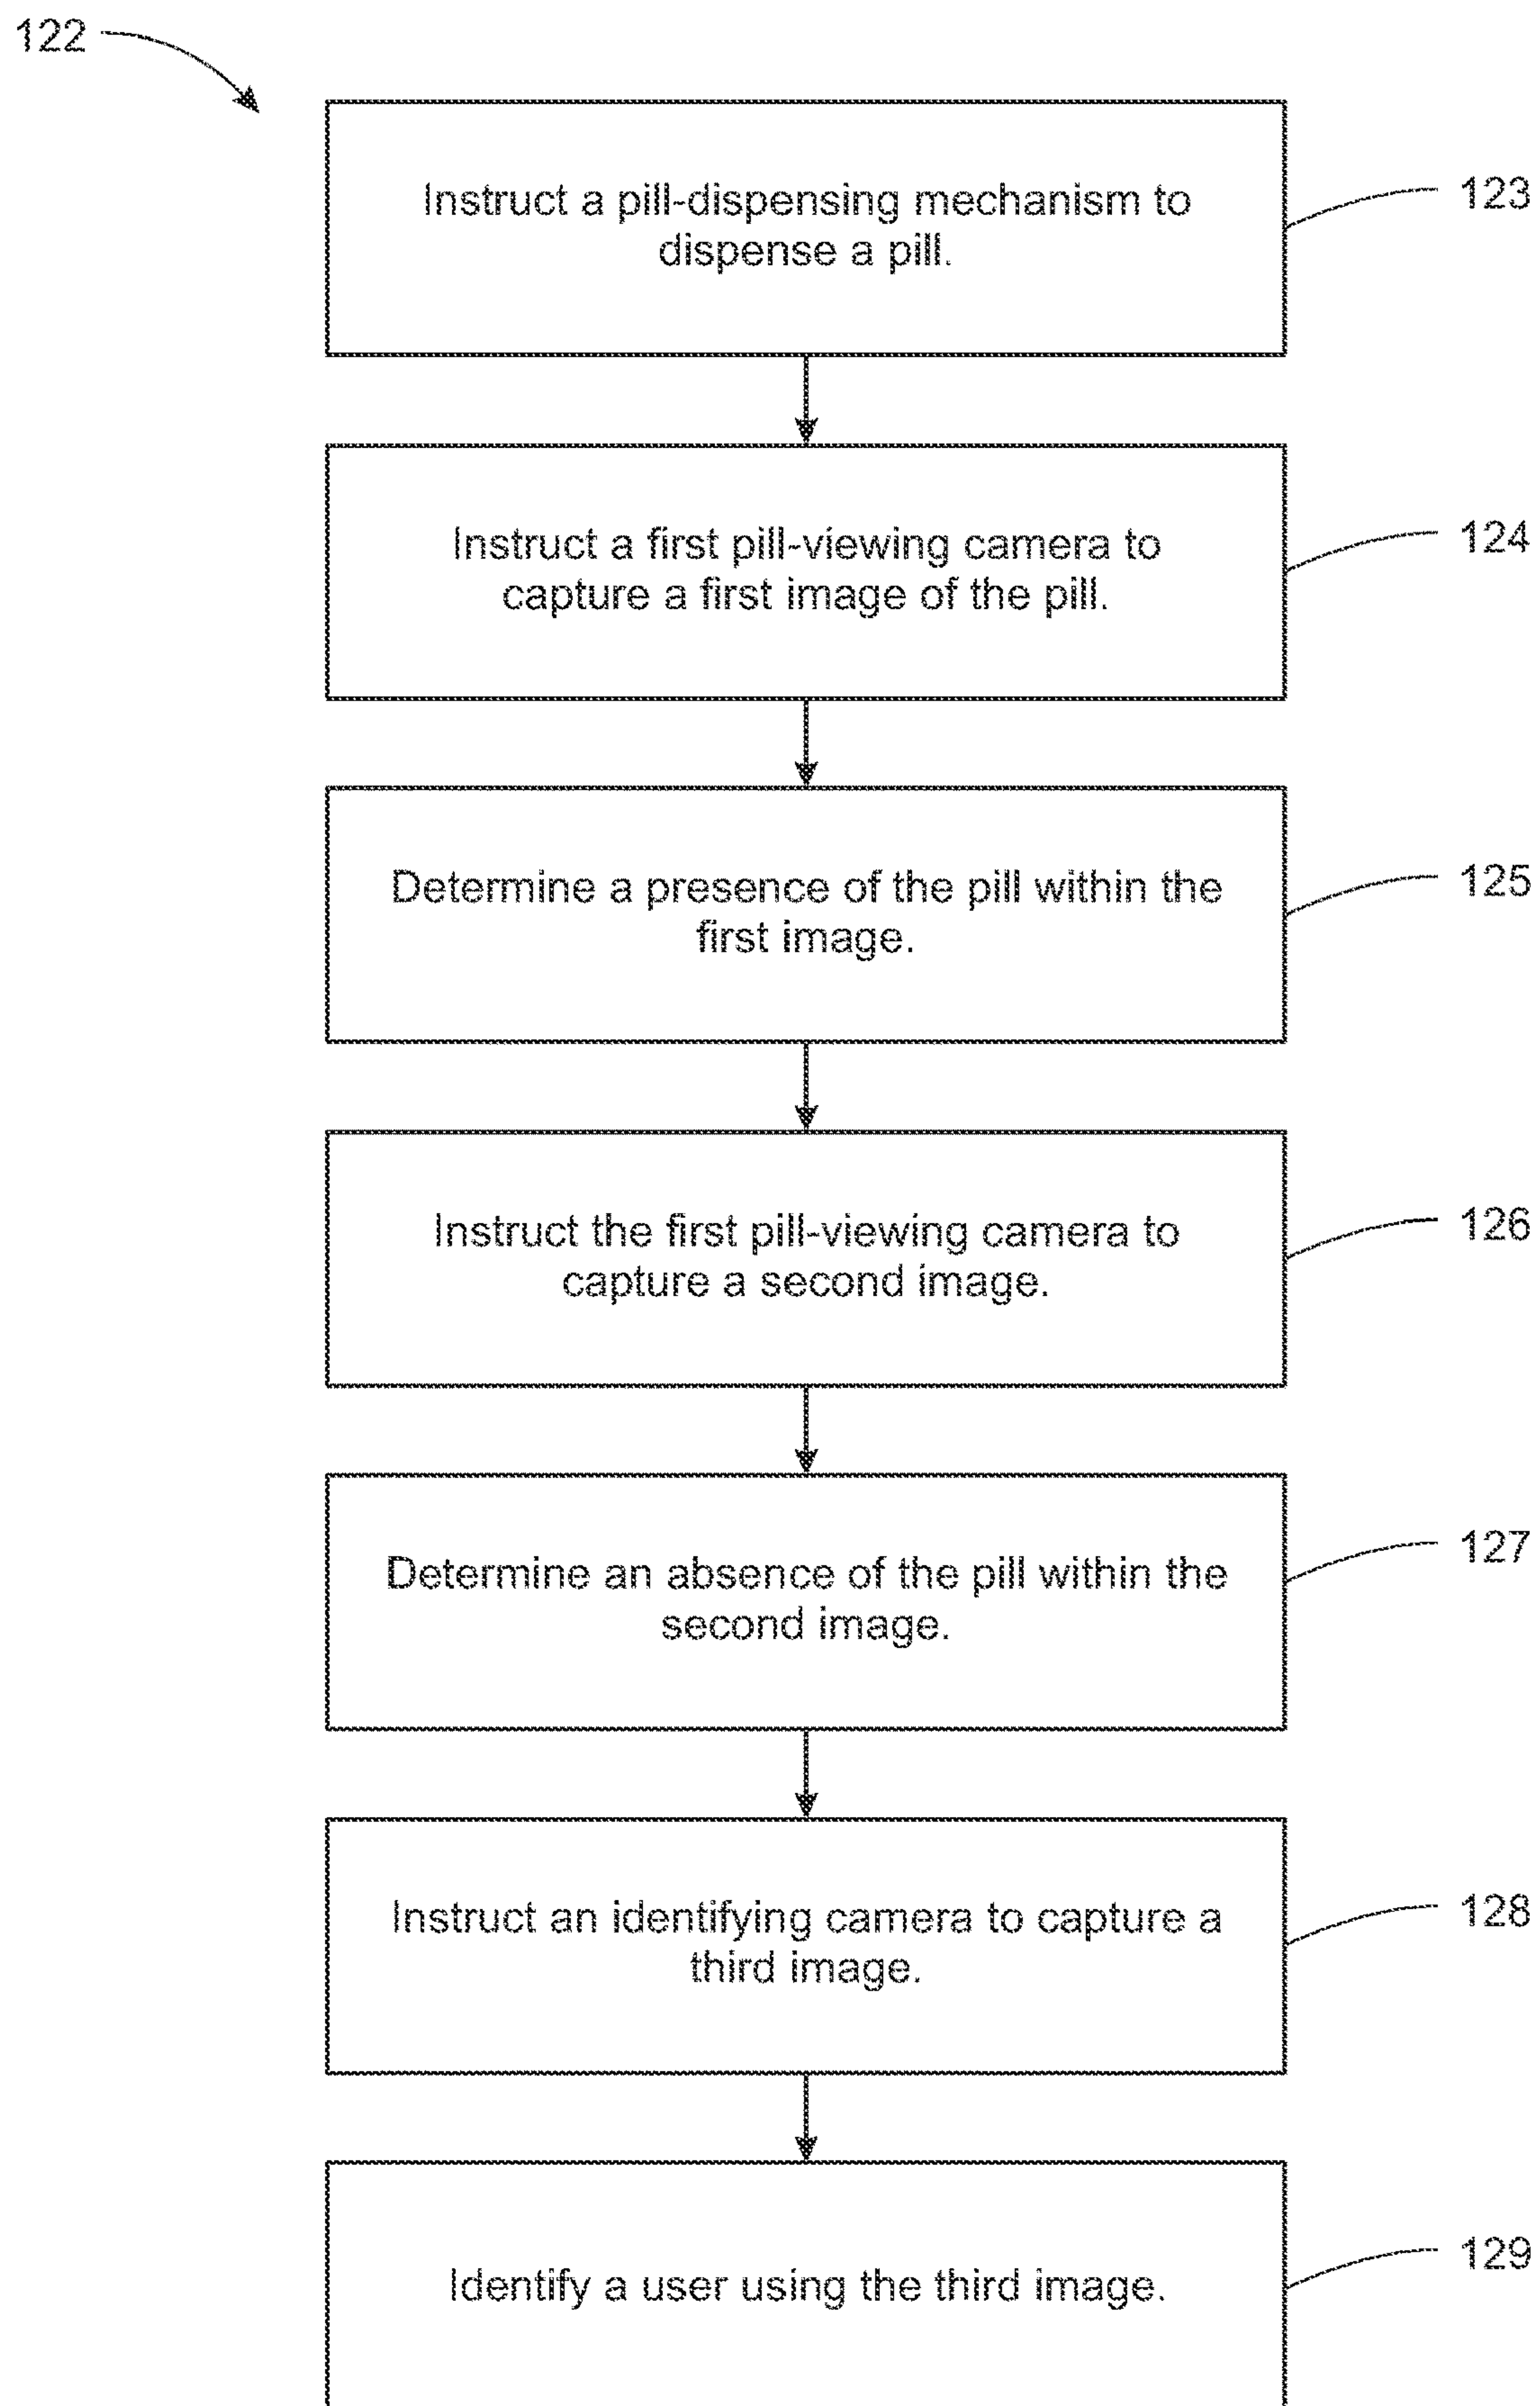 122
Instruct a pill-dispensing mechanism to
dispense a pill.
123
Instruct a first pill-viewing camera to
capture a first image of the pill.
124
Determine a presence of the pill within the
first image.
125
Instruct the first pill-viewing camera to
capture a second image.
126
Determine an absence of the pill within the
second image.
127
Instruct an identifying camera to capture a
third image.
128
Identify a user using the third image.
129